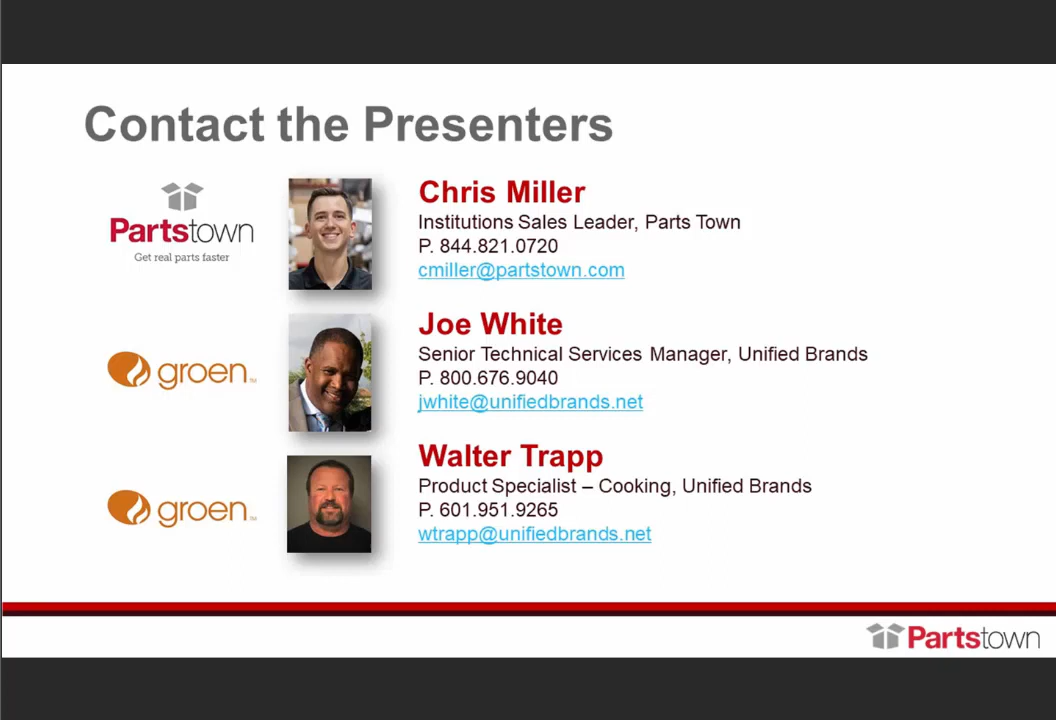 Contact the Presenters
Partstown
Get real parts faster
Chris Miller
Institutions Sales Leader, Parts Town
P. 844.821.0720
cmiller@partstown.com
groen™
Joe White
Senior Technical Services Manager, Unified Brands
P. 800.676.9040
jwhite@unifiedbrands.net
groen™
Walter Trapp
Product Specialist – Cooking, Unified Brands
P. 601.951.9265
wtrapp@unifiedbrands.net
Partstown